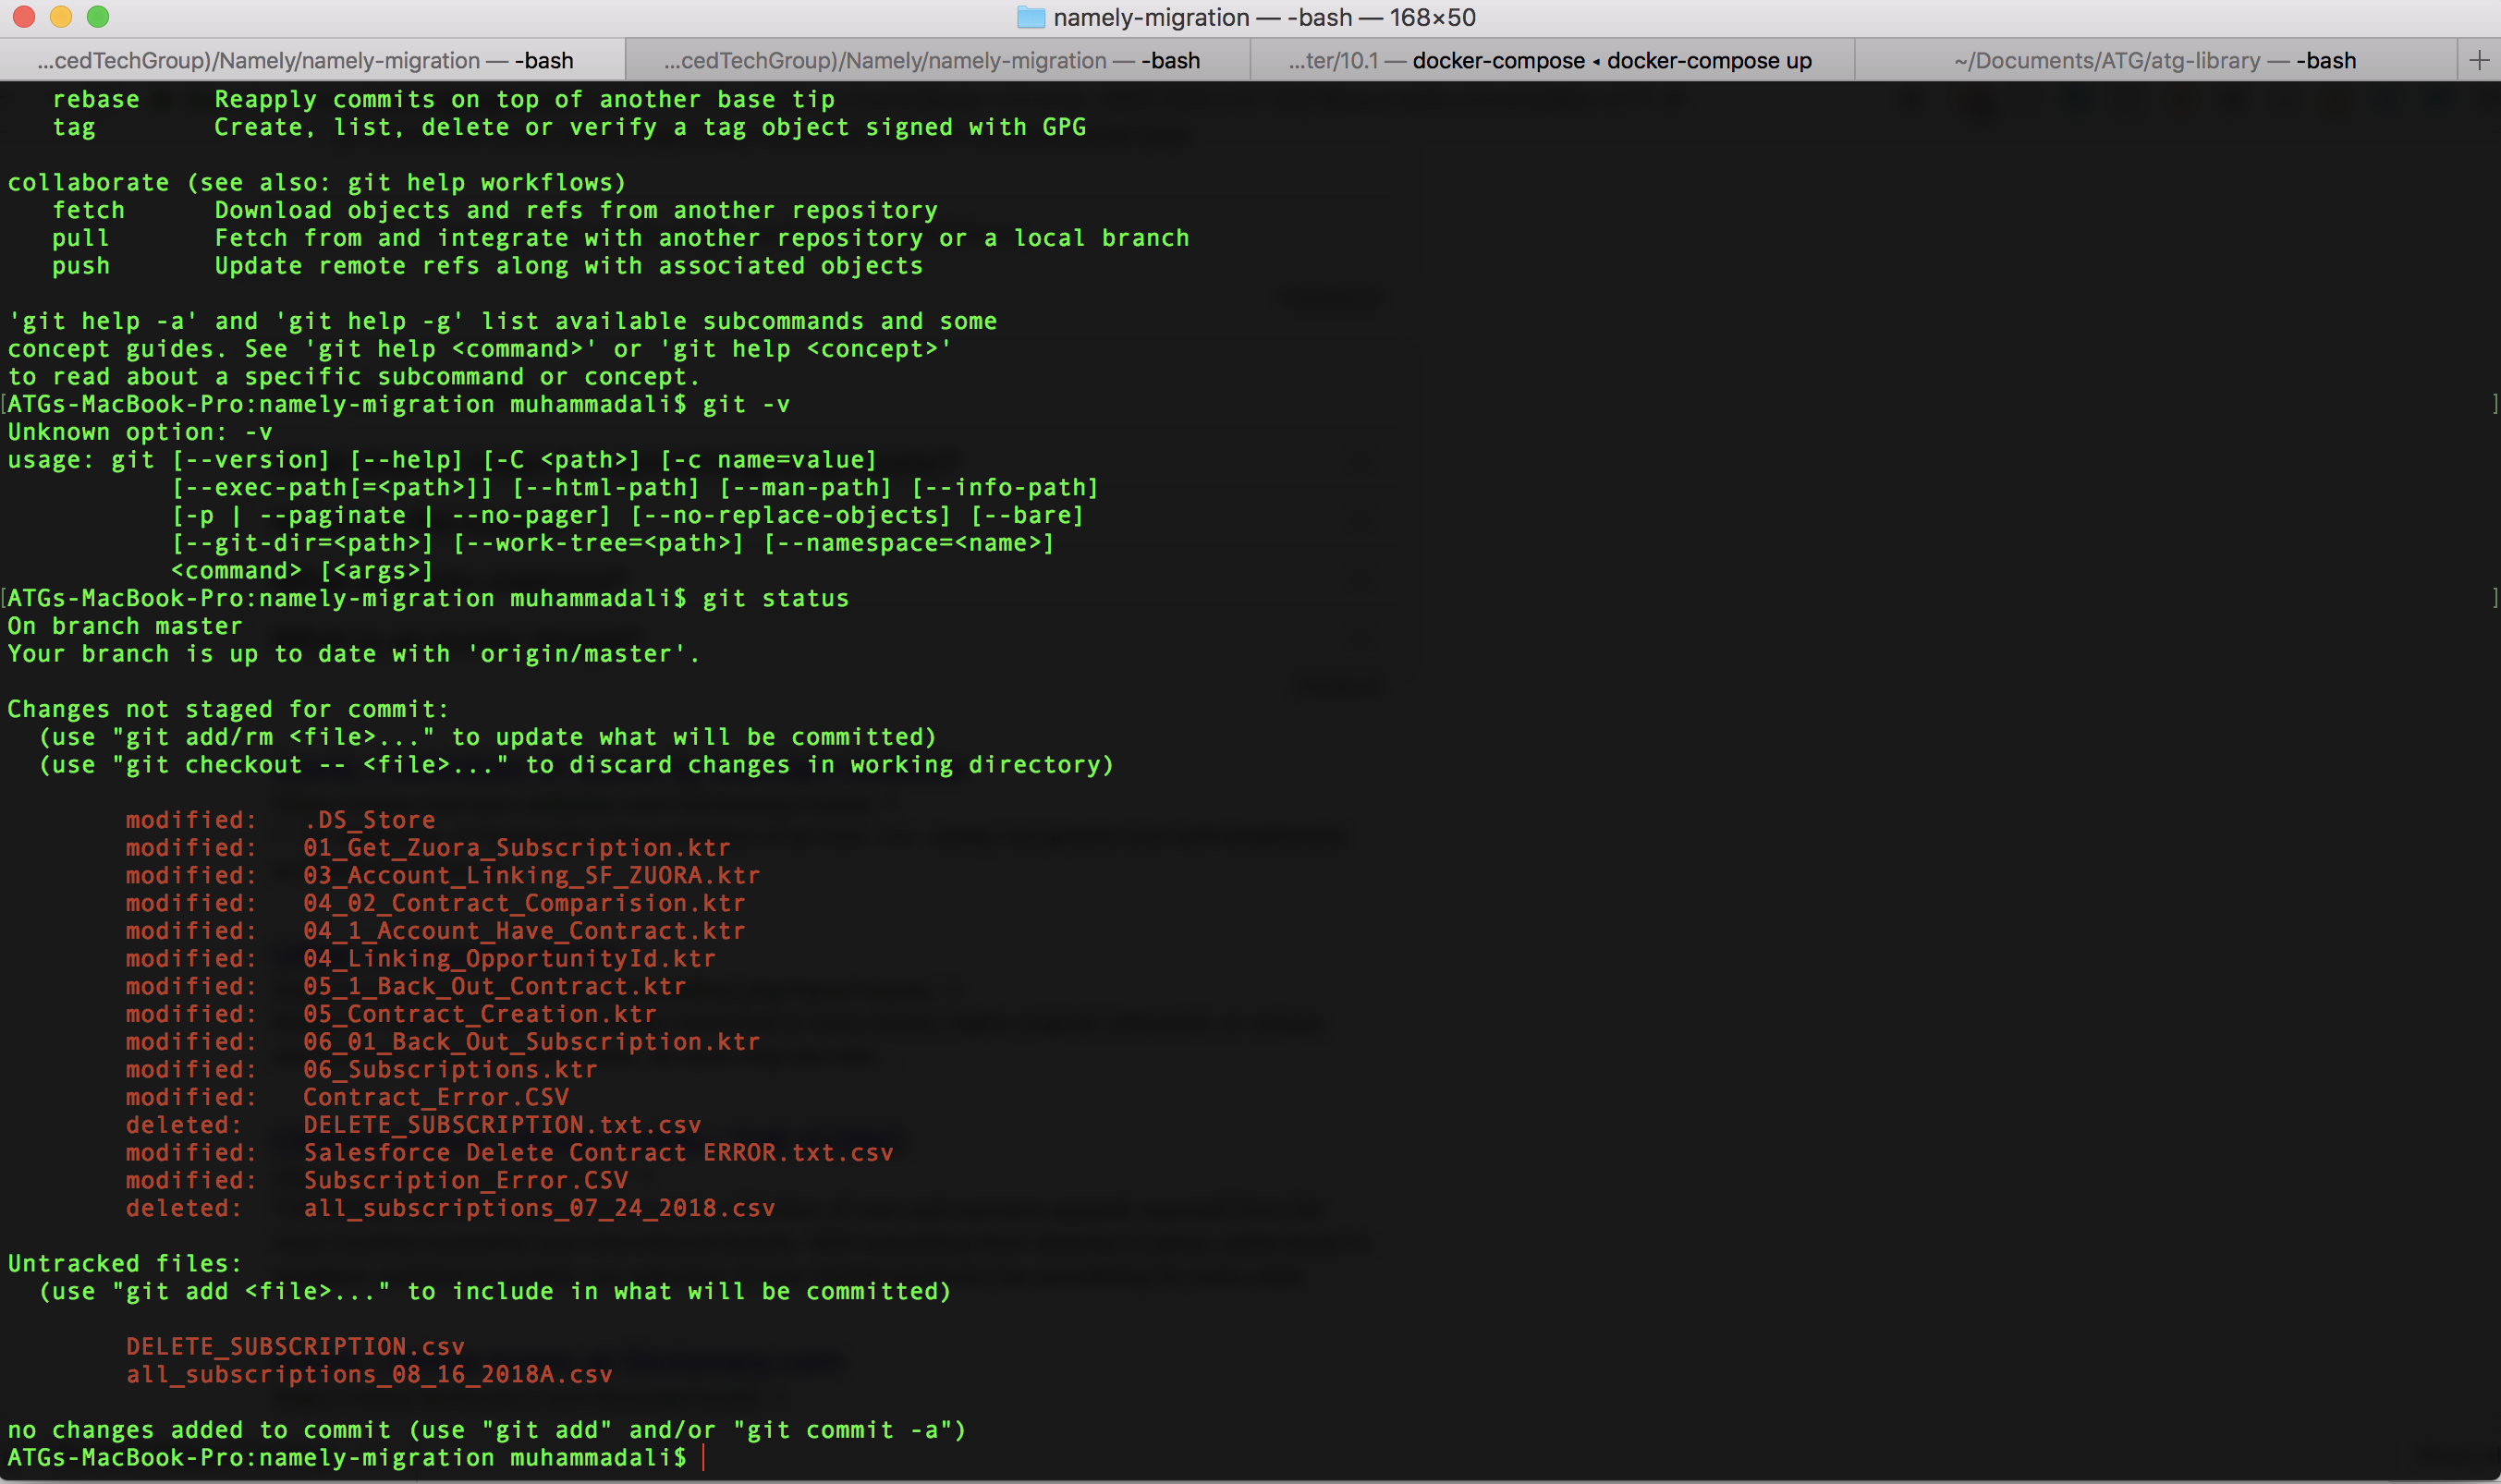 namely-migration — -bash — 168×50
...cedTechGroup)/Namely/namely-migration — -bash
...cedTechGroup)/Namely/namely-migration — -bash
...ter/10.1 — docker-compose ◂ docker-compose up
~/Documents/ATG/atg-library — -bash
+
   rebase     Reapply commits on top of another base tip
   tag        Create, list, delete or verify a tag object signed with GPG
collaborate (see also: git help workflows)
   fetch      Download objects and refs from another repository
   pull       Fetch from and integrate with another repository or a local branch
   push       Update remote refs along with associated objects
'git help -a' and 'git help -g' list available subcommands and some
concept guides. See 'git help <command>' or 'git help <concept>'
to read about a specific subcommand or concept.
[ATGs-MacBook-Pro:namely-migration muhammadali$ git -v ]
Unknown option: -v
usage: git [--version] [--help] [-C <path>] [-c name=value]
           [--exec-path[=<path>]] [--html-path] [--man-path] [--info-path]
           [-p | --paginate | --no-pager] [--no-replace-objects] [--bare]
           [--git-dir=<path>] [--work-tree=<path>] [--namespace=<name>]
           <command> [<args>]
[ATGs-MacBook-Pro:namely-migration muhammadali$ git status ]
On branch master
Your branch is up to date with 'origin/master'.
Changes not staged for commit:
  (use "git add/rm <file>..." to update what will be committed)
  (use "git checkout -- <file>..." to discard changes in working directory)
        modified:   .DS_Store
        modified:   01_Get_Zuora_Subscription.ktr
        modified:   03_Account_Linking_SF_ZUORA.ktr
        modified:   04_02_Contract_Comparision.ktr
        modified:   04_1_Account_Have_Contract.ktr
        modified:   04_Linking_OpportunityId.ktr
        modified:   05_1_Back_Out_Contract.ktr
        modified:   05_Contract_Creation.ktr
        modified:   06_01_Back_Out_Subscription.ktr
        modified:   06_Subscriptions.ktr
        modified:   Contract_Error.CSV
        deleted:    DELETE_SUBSCRIPTION.txt.csv
        modified:   Salesforce Delete Contract ERROR.txt.csv
        modified:   Subscription_Error.CSV
        deleted:    all_subscriptions_07_24_2018.csv
Untracked files:
  (use "git add <file>..." to include in what will be committed)
        DELETE_SUBSCRIPTION.csv
        all_subscriptions_08_16_2018A.csv
no changes added to commit (use "git add" and/or "git commit -a")
ATGs-MacBook-Pro:namely-migration muhammadali$